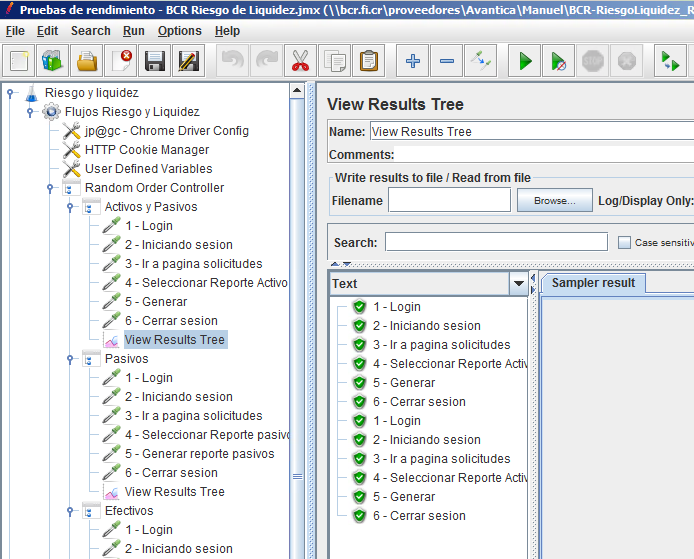 Pruebas de rendimiento - BCR Riesgo de Liquidez.jmx (\\bcr.fi.cr\proveedores\Avantica\Manuel\BCR-RiesgoLiquidez_R
File Edit Search Run Options Help
STOP
Riesgo y liquidez
Flujos Riesgo y Liquidez
jp@gc - Chrome Driver Config
HTTP Cookie Manager
User Defined Variables
Random Order Controller
Activos y Pasivos
1 - Login
2 - Iniciando sesion
3 - Ir a pagina solicitudes
4 - Seleccionar Reporte Activo
5 - Generar
6 - Cerrar sesion
View Results Tree
Pasivos
1 - Login
2 - Iniciando sesion
3 - Ir a pagina solicitudes
4 - Seleccionar Reporte pasivo
5 - Generar reporte pasivos
6 - Cerrar sesion
View Results Tree
Efectivos
1 - Login
2 - Iniciando sesion
View Results Tree
Name: View Results Tree
Comments:
Write results to file / Read from file
Filename Browse... Log/Display Only:
Search: Case sensitiv
Text
Sampler result
1 - Login
2 - Iniciando sesion
3 - Ir a pagina solicitudes
4 - Seleccionar Reporte Activ
5 - Generar
6 - Cerrar sesion
1 - Login
2 - Iniciando sesion
3 - Ir a pagina solicitudes
4 - Seleccionar Reporte Activ
5 - Generar
6 - Cerrar sesion